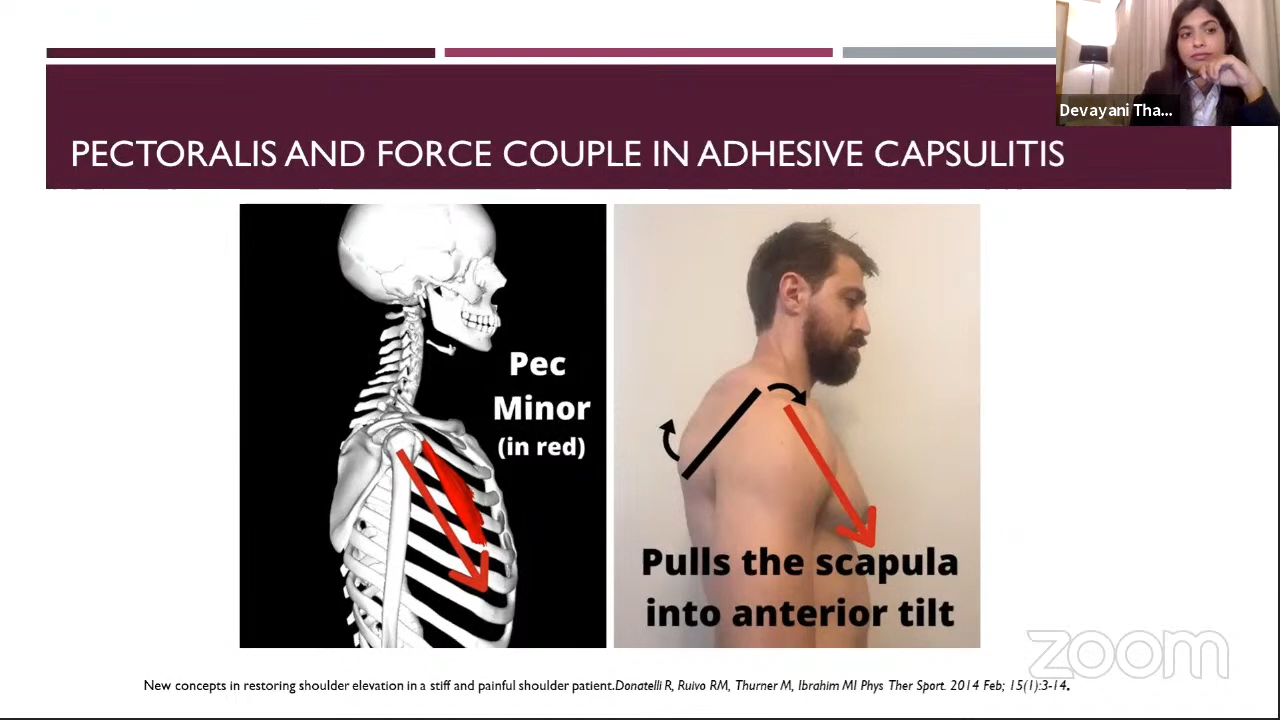 Devayani Tha...
PECTORALIS AND FORCE COUPLE IN ADHESIVE CAPSULITIS
Pec
Minor
(in red)
Pulls the scapula
into anterior tilt
zoom
New concepts in restoring shoulder elevation in a stiff and painful shoulder patient.Donatelli R, Ruivo RM, Thurner M, Ibrahim MI Phys Ther Sport. 2014 Feb; 15(1):3-14.